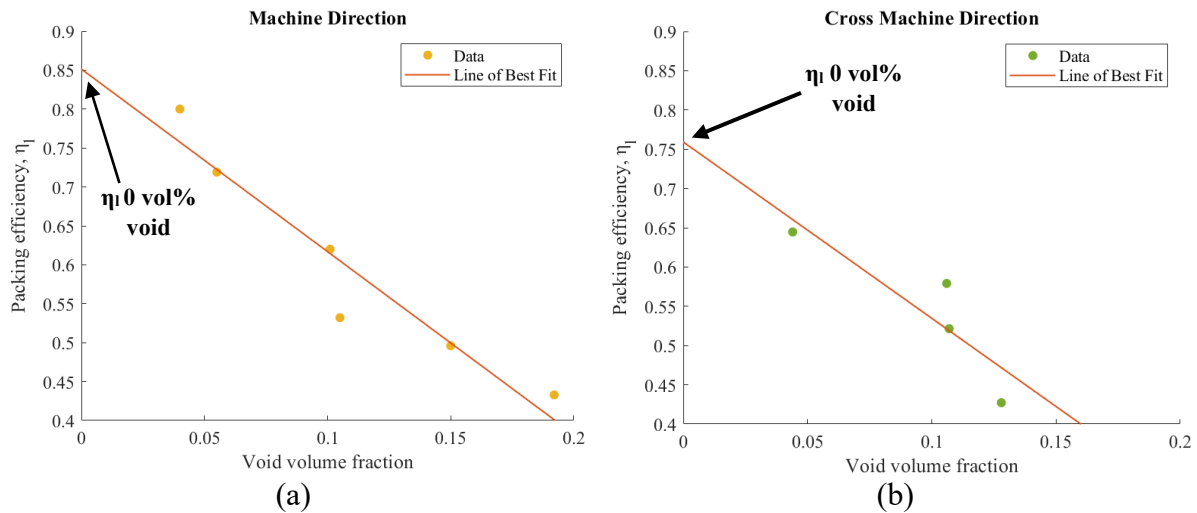 Machine Direction
0.9
0.85
0.8
0.75
0.7
0.65
0.6
0.55
0.5
0.45
0.4
Packing efficiency, ηl
Data
Line of Best Fit
ηl 0 vol%
void
0
0.05
0.1
0.15
0.2
Void volume fraction
(a)
Cross Machine Direction
0.9
0.85
0.8
0.75
0.7
0.65
0.6
0.55
0.5
0.45
0.4
Packing efficiency, ηl
Data
Line of Best Fit
ηl 0 vol%
void
0
0.05
0.1
0.15
0.2
Void volume fraction
(b)